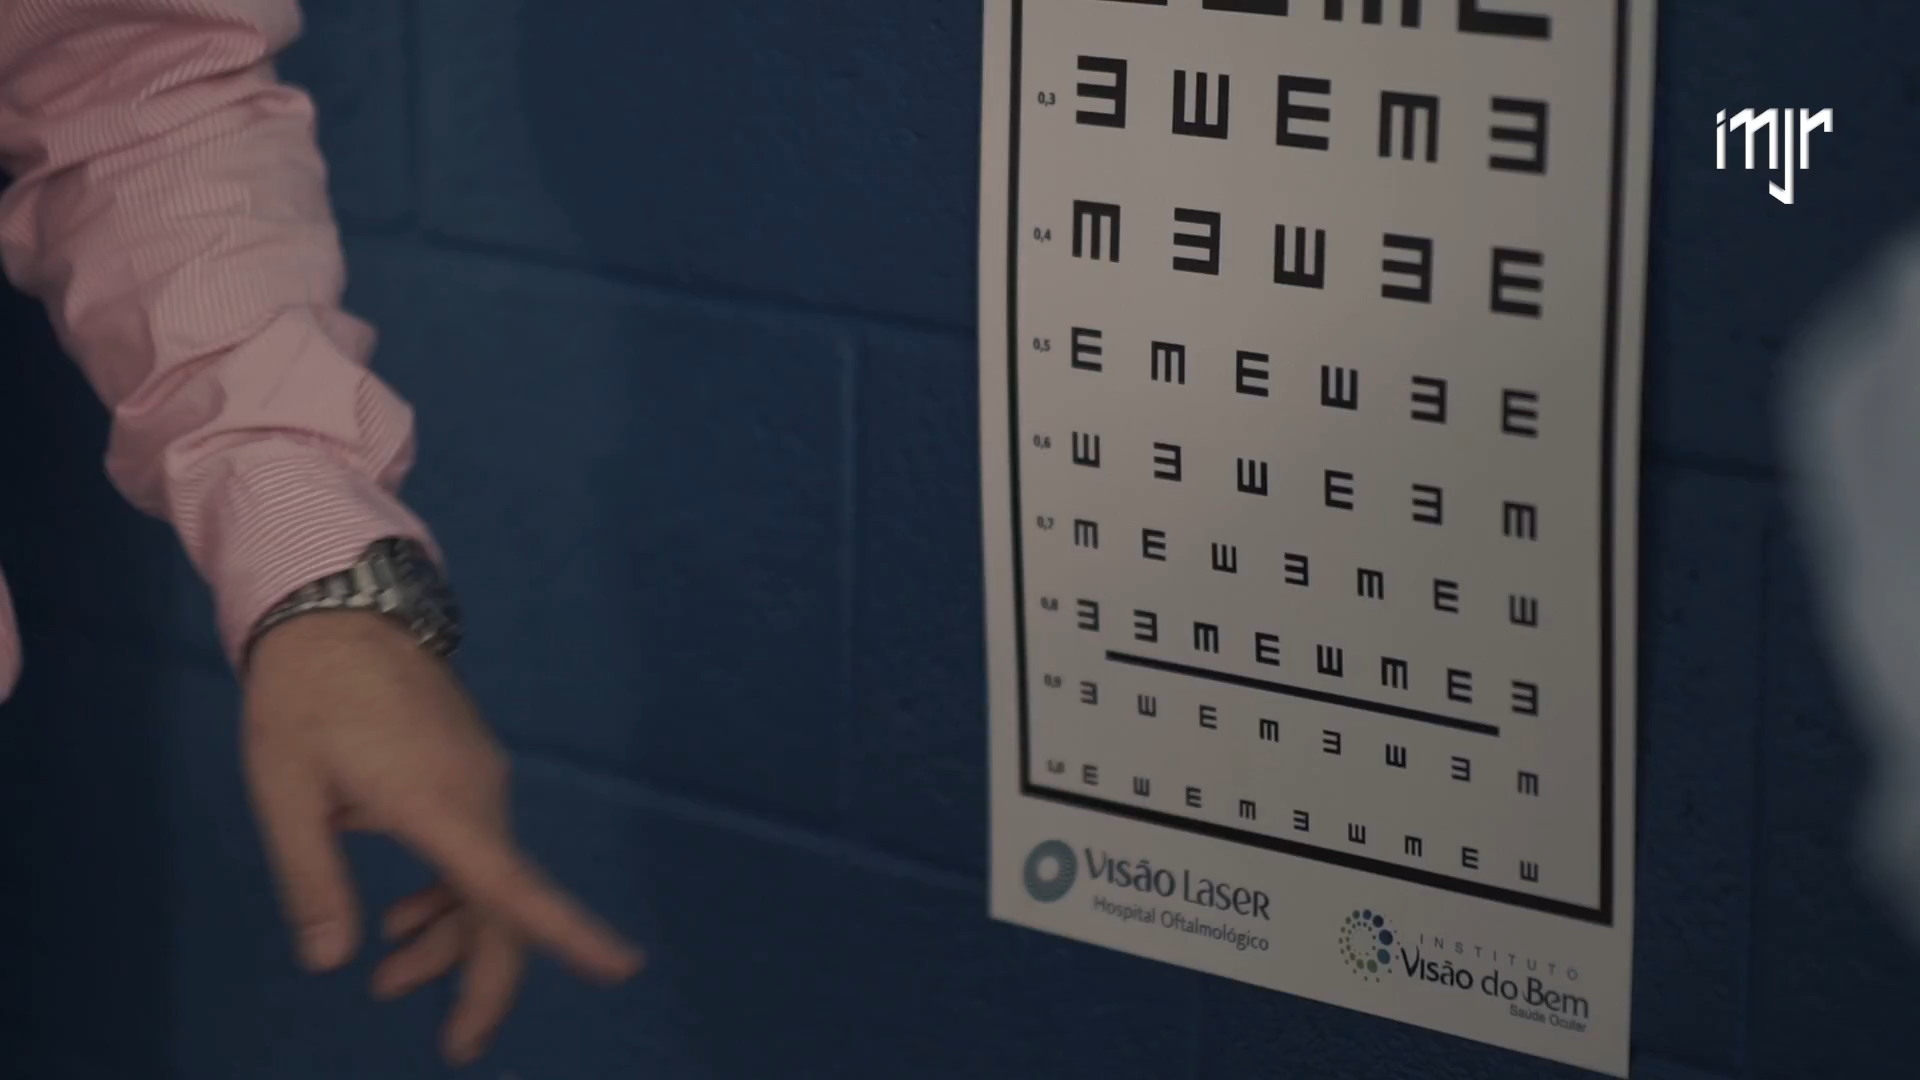 imjr
0,3
0,4
0,5
0,6
0,7
0,8
0,9
1,0
Visão Laser
Hospital Oftalmológico
INSTITUTO
Visão do Bem
Saúde Ocular